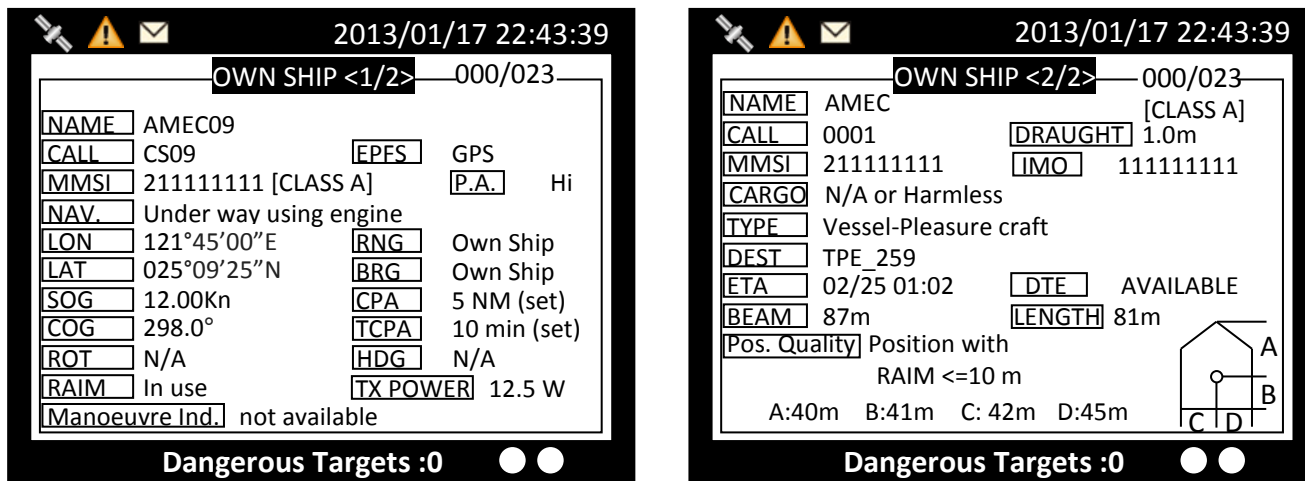 2013/01/17 22:43:39
OWN SHIP <1/2> 000/023
NAME AMEC09
CALL CS09 EPFS GPS
MMSI 211111111 [CLASS A] P.A. Hi
NAV. Under way using engine
LON 121°45′00″E RNG Own Ship
LAT 025°09′25″N BRG Own Ship
SOG 12.00Kn CPA 5 NM (set)
COG 298.0° TCPA 10 min (set)
ROT N/A HDG N/A
RAIM In use TX POWER 12.5 W
Manoeuvre Ind. not available
Dangerous Targets :0
2013/01/17 22:43:39
OWN SHIP <2/2> 000/023
NAME AMEC [CLASS A]
CALL 0001 DRAUGHT 1.0m
MMSI 211111111 IMO 111111111
CARGO N/A or Harmless
TYPE Vessel-Pleasure craft
DEST TPE_259
ETA 02/25 01:02 DTE AVAILABLE
BEAM 87m LENGTH 81m
Pos. Quality Position with
RAIM <=10 m
A:40m B:41m C: 42m D:45m
A
B
C D
Dangerous Targets :0